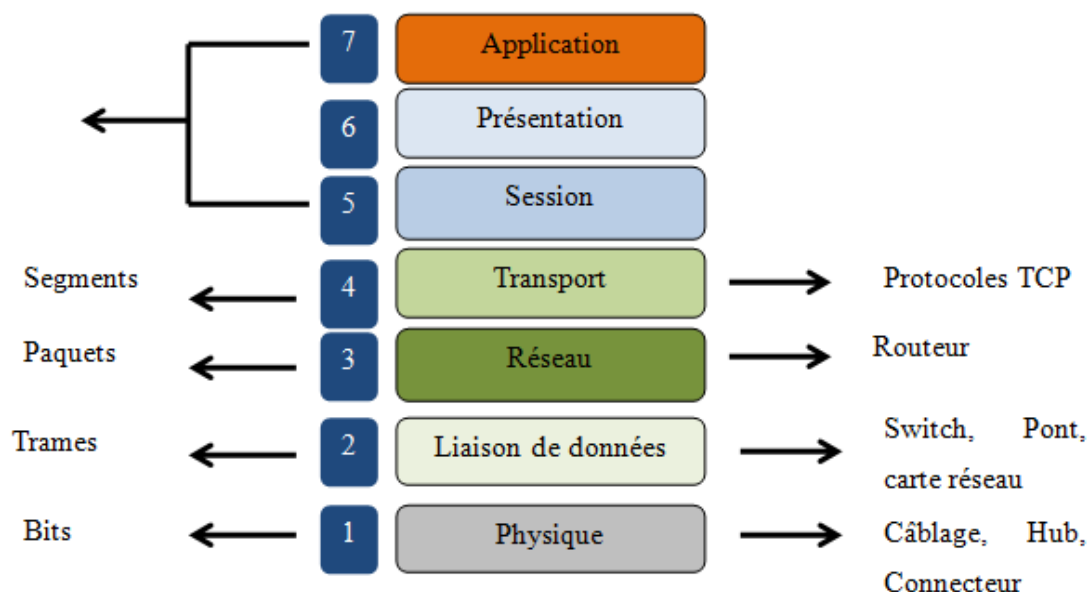 7 Application
6 Présentation
5 Session
Segments 4 Transport Protocoles TCP
Paquets 3 Réseau Routeur
Trames 2 Liaison de données Switch, Pont,
carte réseau
Bits 1 Physique Câblage, Hub,
Connecteur